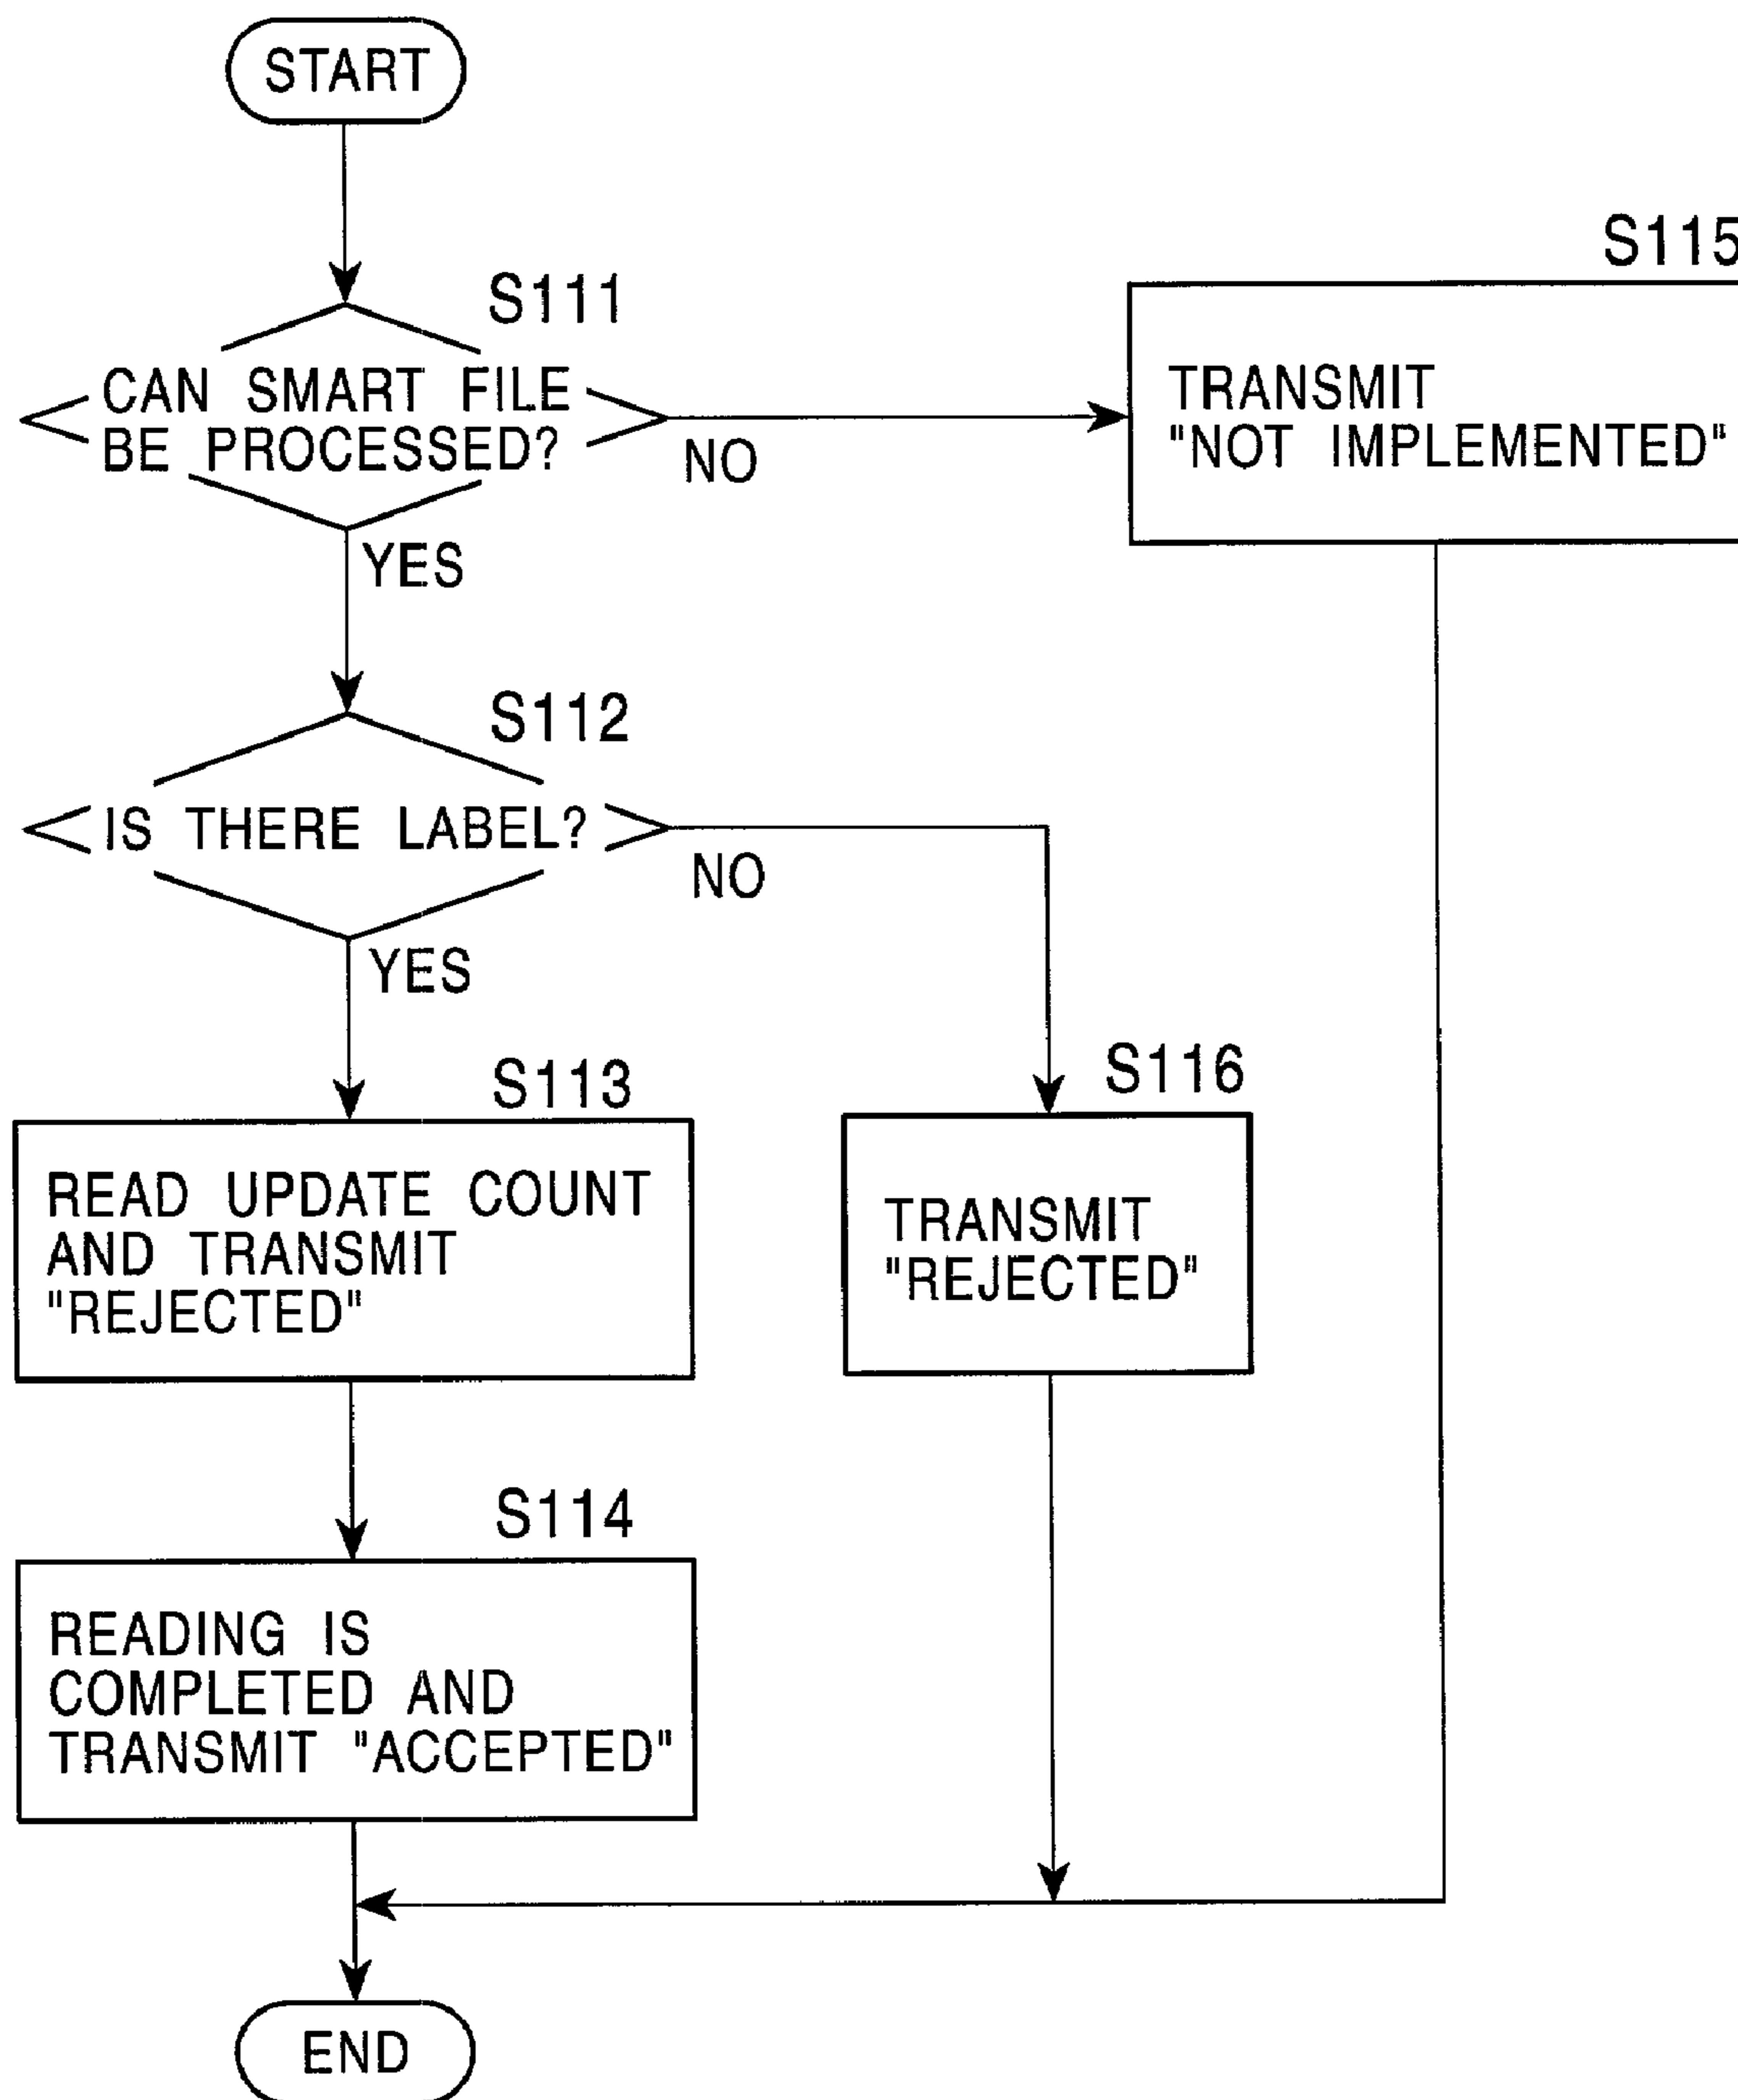 START
S111
CAN SMART FILE
BE PROCESSED?
NO
YES
S115
TRANSMIT
"NOT IMPLEMENTED"
S112
IS THERE LABEL?
NO
YES
S113
READ UPDATE COUNT
AND TRANSMIT
"REJECTED"
S116
TRANSMIT
"REJECTED"
S114
READING IS
COMPLETED AND
TRANSMIT "ACCEPTED"
END